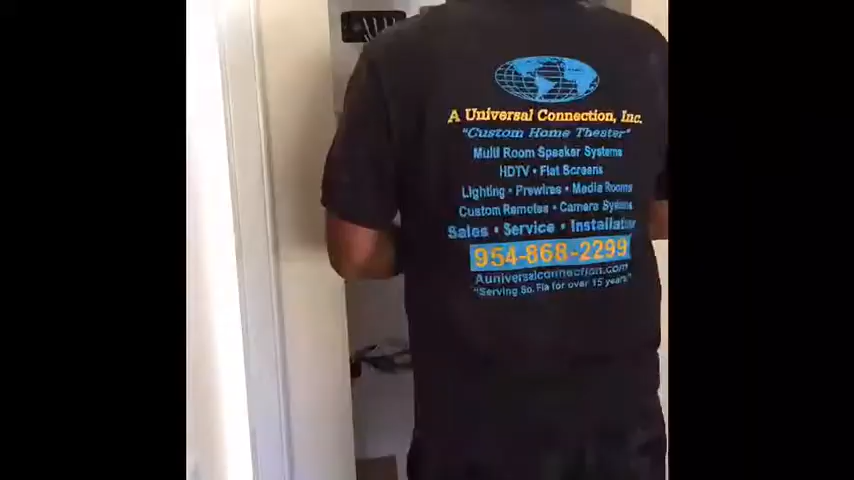 A Universal Connection, Inc.
"Custom Home Theater"
Multi Room Speaker Systems
HDTV • Flat Screens
Lighting • Prewires • Media Rooms
Custom Remotes • Camera Systems
Sales • Service • Installation
954-868-2299
Auniversalconnection.com
"Serving So. Fla for over 15 years"